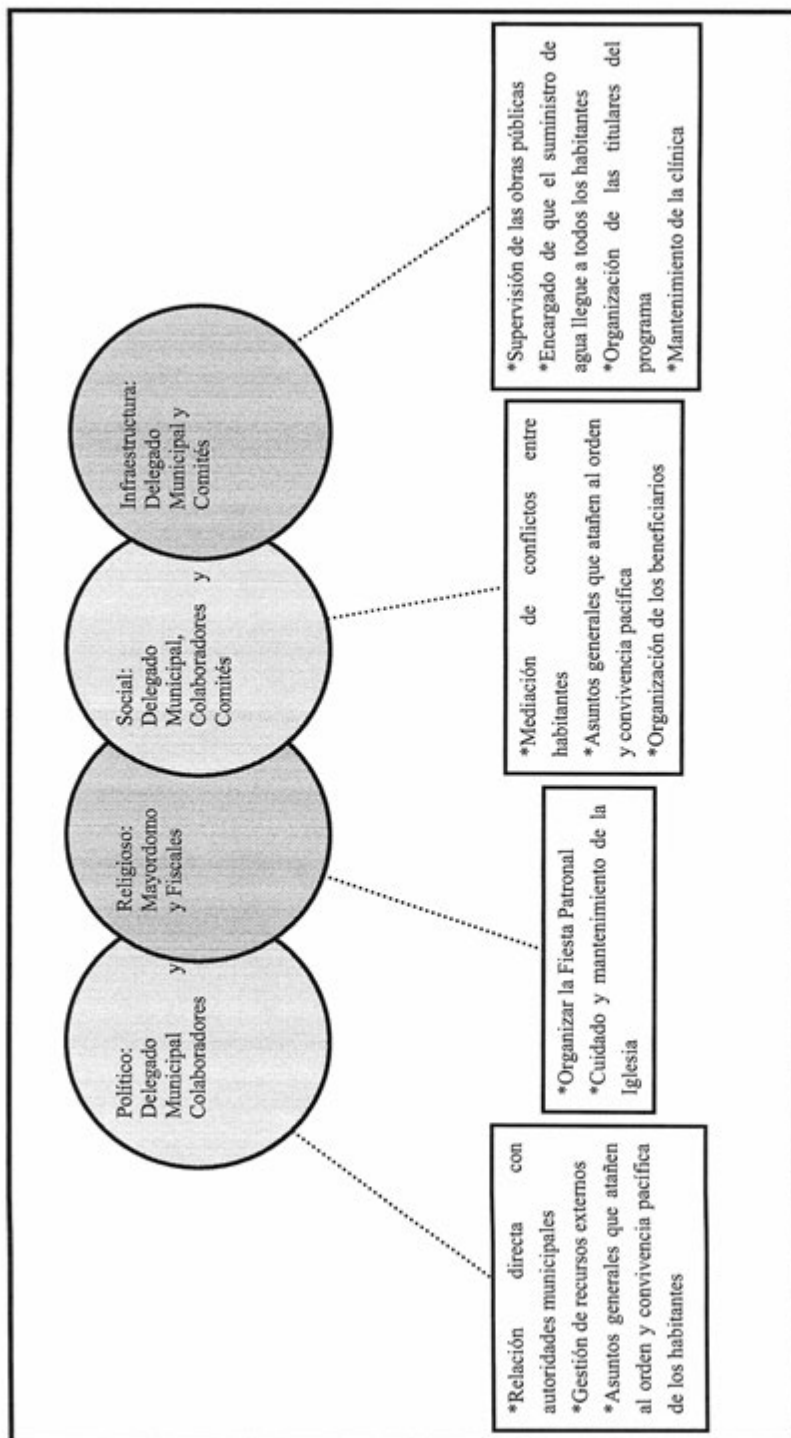 Político:
Delegado
Municipal y
Colaboradores
Religioso:
Mayordomo
y Fiscales
Social:
Delegado
Municipal,
Colaboradores y
Comités
Infraestructura:
Delegado
Municipal y
Comités
*Relación directa con
autoridades municipales
*Gestión de recursos externos
*Asuntos generales que atañen
al orden y convivencia pacífica
de los habitantes
*Organizar la Fiesta Patronal
*Cuidado y mantenimiento de la
Iglesia
*Mediación de conflictos entre
habitantes
*Asuntos generales que atañen al orden
y convivencia pacífica
*Organización de los beneficiarios
*Supervisión de las obras públicas
*Encargado de que el suministro de
agua llegue a todos los habitantes
*Organización de las titulares del
programa
*Mantenimiento de la clínica